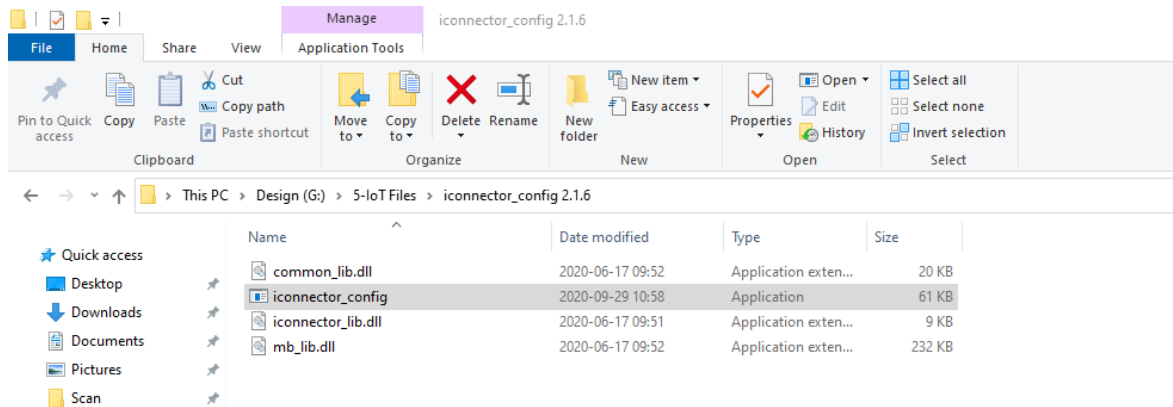 Manage
iconnector_config 2.1.6
File Home Share View Application Tools
Pin to Quick access
Copy
Paste
Cut
Copy path
Paste shortcut
Clipboard
Move to
Copy to
Delete
Rename
Organize
New folder
New item
Easy access
New
Properties
Open
Edit
History
Open
Select all
Select none
Invert selection
Select
This PC > Design (G:) > 5-IoT Files > iconnector_config 2.1.6
Quick access
Desktop
Downloads
Documents
Pictures
Scan
Name Date modified Type Size
common_lib.dll 2020-06-17 09:52 Application exten... 20 KB
iconnector_config 2020-09-29 10:58 Application 61 KB
iconnector_lib.dll 2020-06-17 09:51 Application exten... 9 KB
mb_lib.dll 2020-06-17 09:52 Application exten... 232 KB